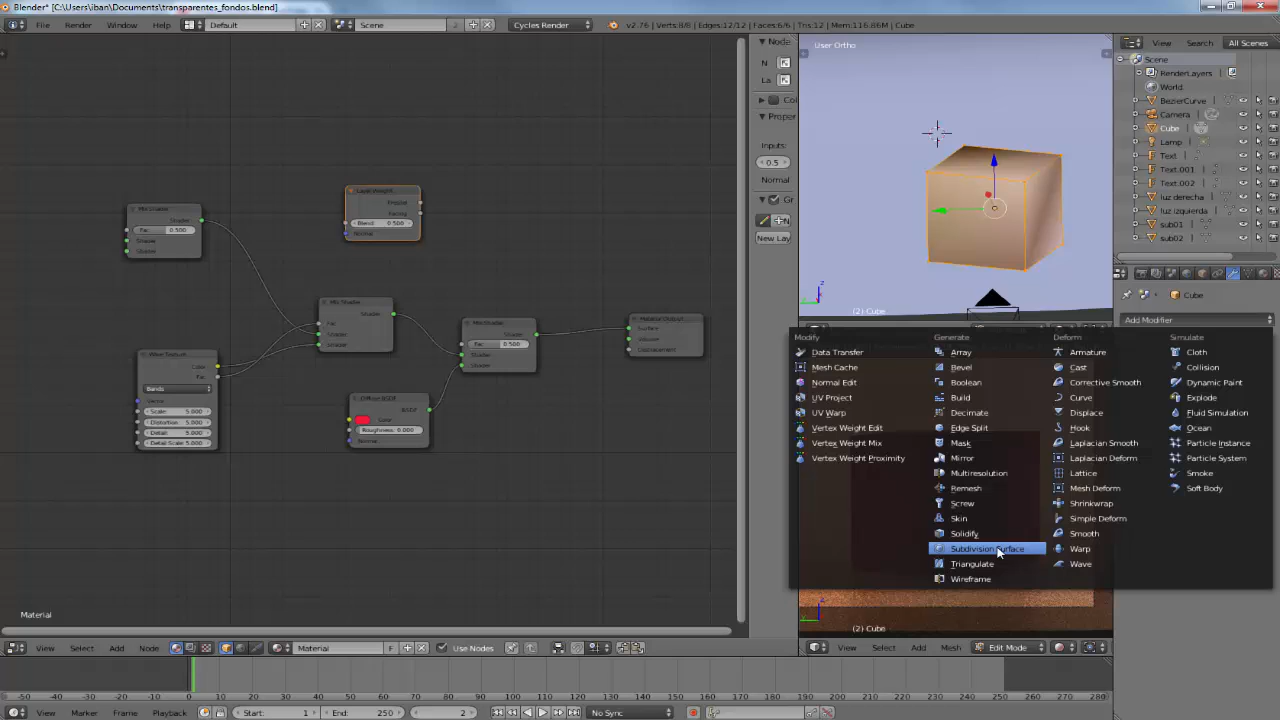 Blender* [C:\Users\iban\Documents\transparentes_fondos.blend]
File Render Window Help Default Scene 2 Cycles Render v2.76 | Verts:8/8 | Edges:12/12 | Faces:6/6 | Tris:12 | Mem:116.86M | Cube
Node
N
La
Co
Proper
Inputs:
0.5
Normal
Gr
N
New Lay
User Ortho
(2) Cube
View Search All Scenes
Scene
RenderLayers
World
BezierCurve
Camera
Cube
Lamp
Text
Text.001
Text.002
luz derecha
luz.izquierda
sub01
sub02
Cube
Add Modifier
Layer Weight
Fresnel
Facing
Blend: 0.500
Normal
Mix Shader
Shader
Fac: 0.500
Shader
Shader
Mix Shader
Shader
Fac
Shader
Shader
Mix Shader
Shader
Fac: 0.500
Shader
Shader
Material Output
Surface
Volume
Displacement
Wave Texture
Color
Fac
Bands
Vector
Scale: 5.000
Distortion: 5.000
Detail: 5.000
Detail Scale: 5.000
Diffuse BSDF
BSDF
Color
Roughness: 0.000
Normal
Modify
Data Transfer
Mesh Cache
Normal Edit
UV Project
UV Warp
Vertex Weight Edit
Vertex Weight Mix
Vertex Weight Proximity
Generate
Array
Bevel
Boolean
Build
Decimate
Edge Split
Mask
Mirror
Multiresolution
Remesh
Screw
Skin
Solidify
Subdivision Surface
Triangulate
Wireframe
Deform
Armature
Cast
Corrective Smooth
Curve
Displace
Hook
Laplacian Smooth
Laplacian Deform
Lattice
Mesh Deform
Shrinkwrap
Simple Deform
Smooth
Warp
Wave
Simulate
Cloth
Collision
Dynamic Paint
Explode
Fluid Simulation
Ocean
Particle Instance
Particle System
Smoke
Soft Body
Material
(2) Cube
View Select Add Node Material F Use Nodes
View Select Add Mesh Edit Mode
-50 -40 -30 -20 -10 0 10 20 30 40 50 60 70 80 90 100 110 120 130 140 150 160 170 180 190 200 210 220 230 240 250 260 270 280
View Marker Frame Playback Start: 1 End: 250 2 No Sync